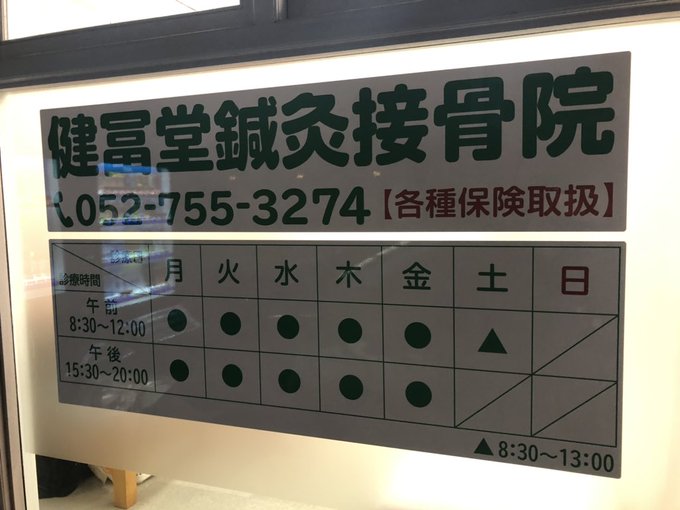 健冨堂鍼灸接骨院
052-755-3274【各種保険取扱】
診療日 月 火 水 木 金 土 日
診療時間
午前
8:30～12:00 ● ● ● ● ● ▲
午後
15:30～20:00 ● ● ● ● ●
▲8:30～13:00